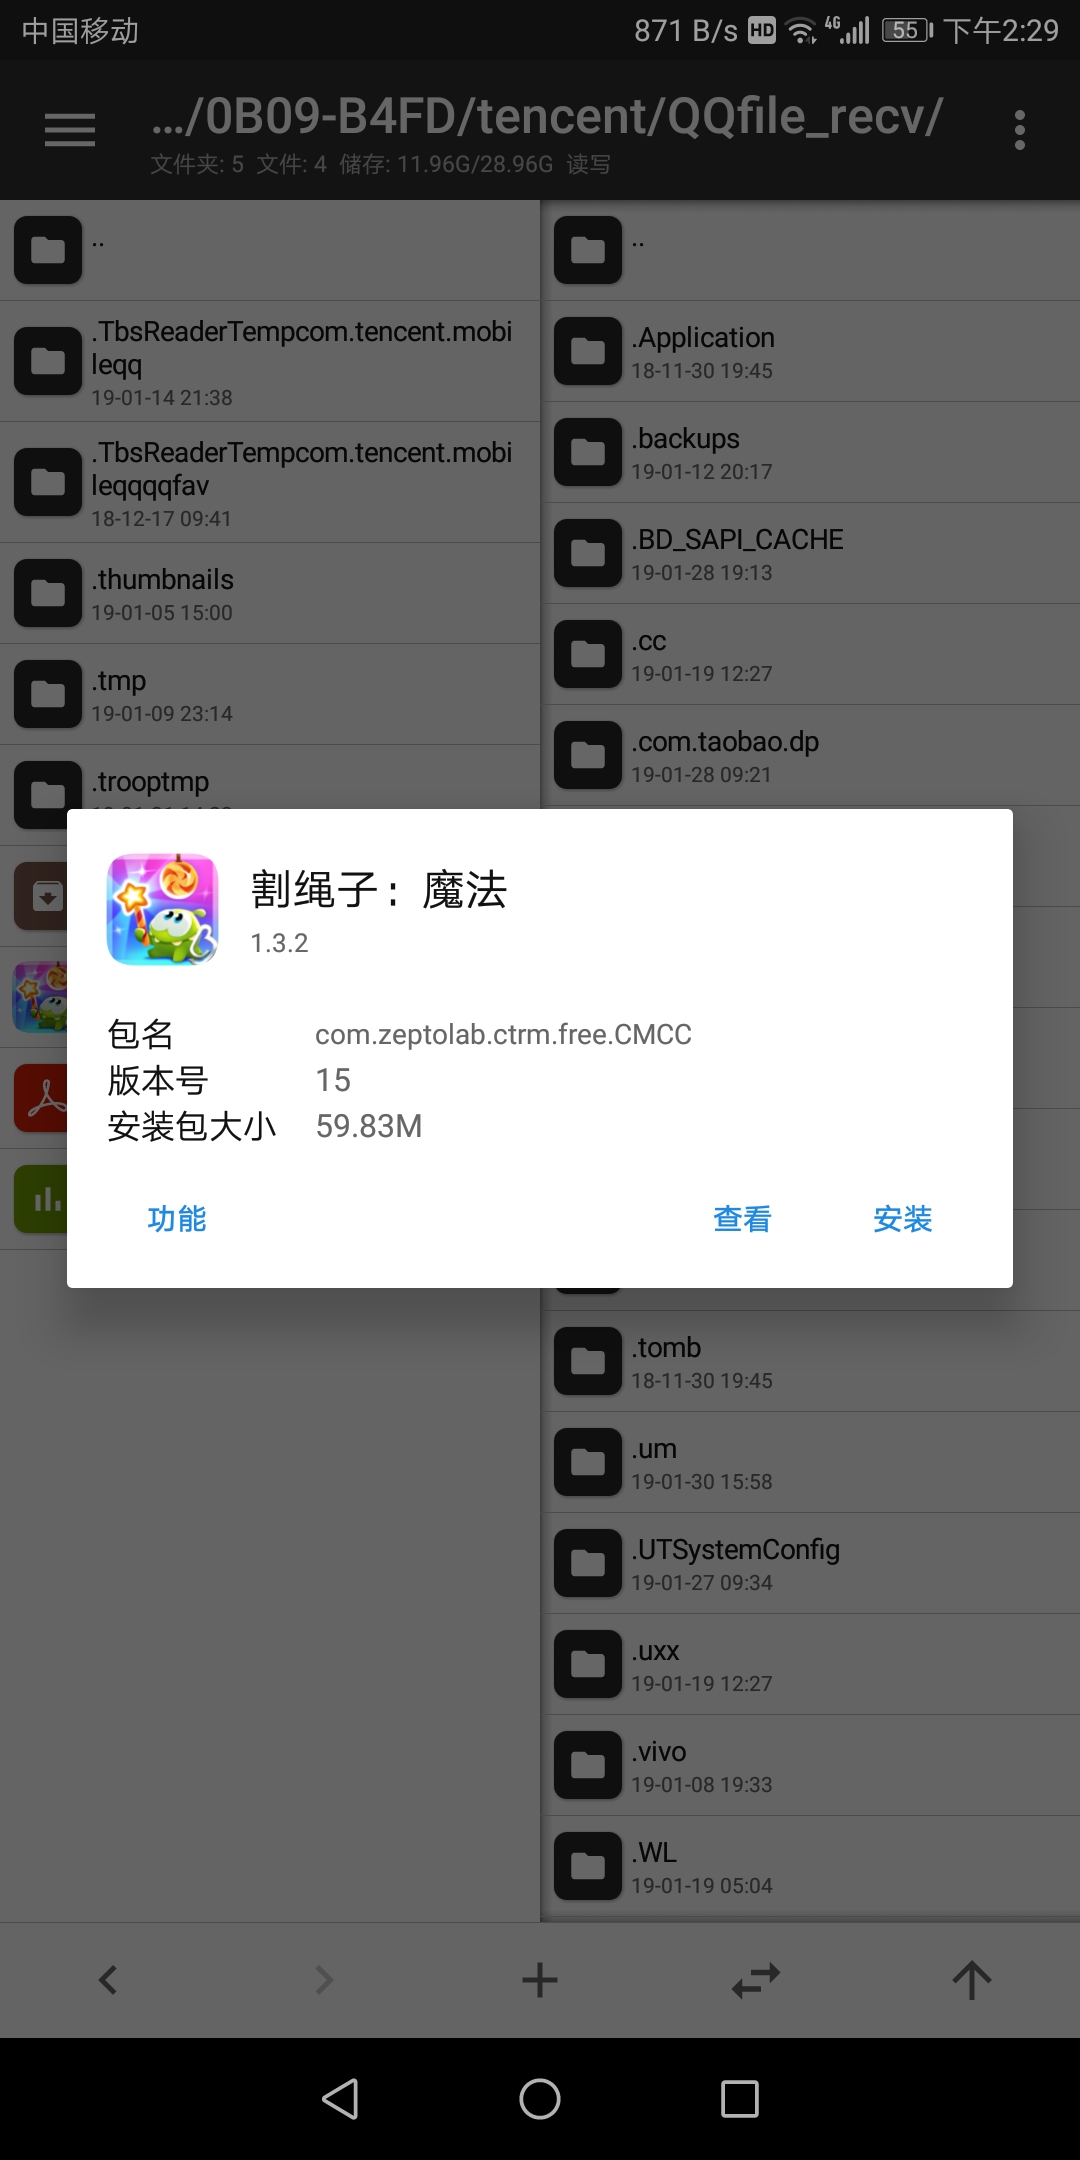 中国移动 871 B/s HD 4G 55 下午2:29
.../0B09-B4FD/tencent/QQfile_recv/
文件夹: 5 文件: 4 储存: 11.96G/28.96G 读写
..
.TbsReaderTempcom.tencent.mobi
leqq
19-01-14 21:38
.TbsReaderTempcom.tencent.mobi
leqqqqfav
18-12-17 09:41
.thumbnails
19-01-05 15:00
.tmp
19-01-09 23:14
.trooptmp
..
.Application
18-11-30 19:45
.backups
19-01-12 20:17
.BD_SAPI_CACHE
19-01-28 19:13
.cc
19-01-19 12:27
.com.taobao.dp
19-01-28 09:21
割绳子：魔法
1.3.2
包名 com.zeptolab.ctrm.free.CMCC
版本号 15
安装包大小 59.83M
功能 查看 安装
.tomb
18-11-30 19:45
.um
19-01-30 15:58
.UTSystemConfig
19-01-27 09:34
.uxx
19-01-19 12:27
.vivo
19-01-08 19:33
.WL
19-01-19 05:04